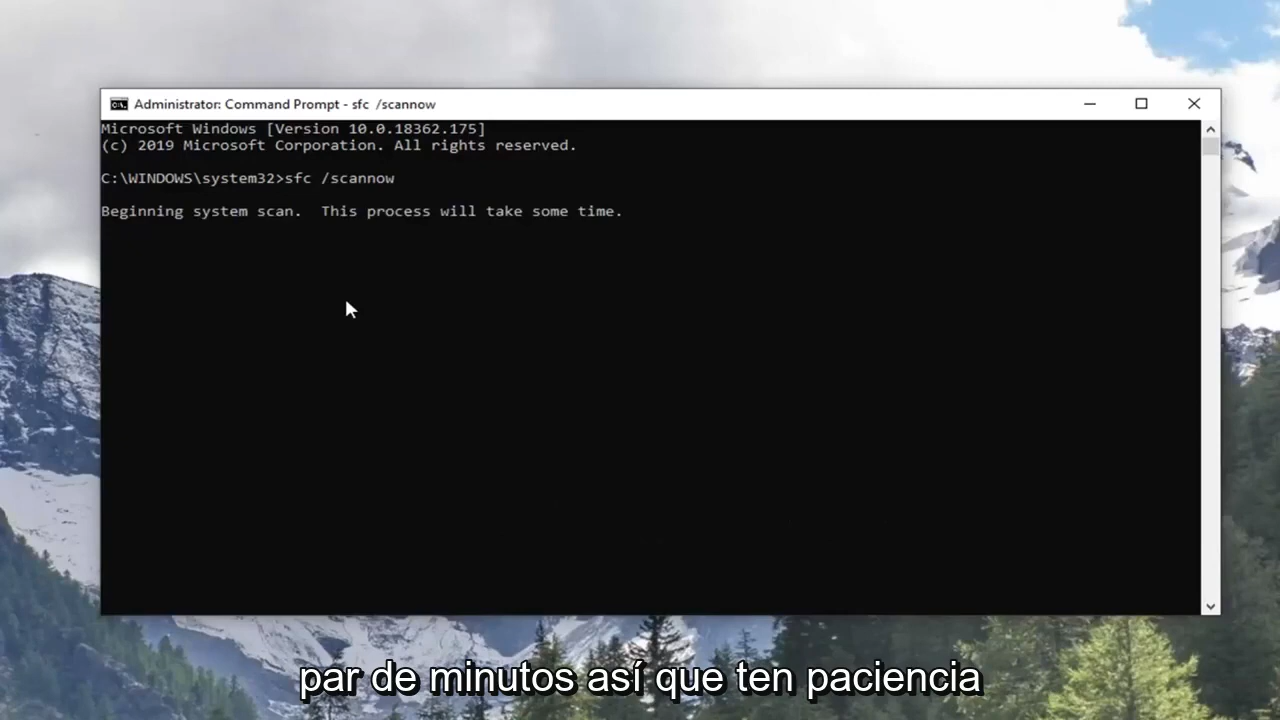 Administrator: Command Prompt - sfc  /scannow
Microsoft Windows [Version 10.0.18362.175]
(c) 2019 Microsoft Corporation. All rights reserved.
C:\WINDOWS\system32>sfc /scannow
Beginning system scan.  This process will take some time.
par de minutos así que ten paciencia